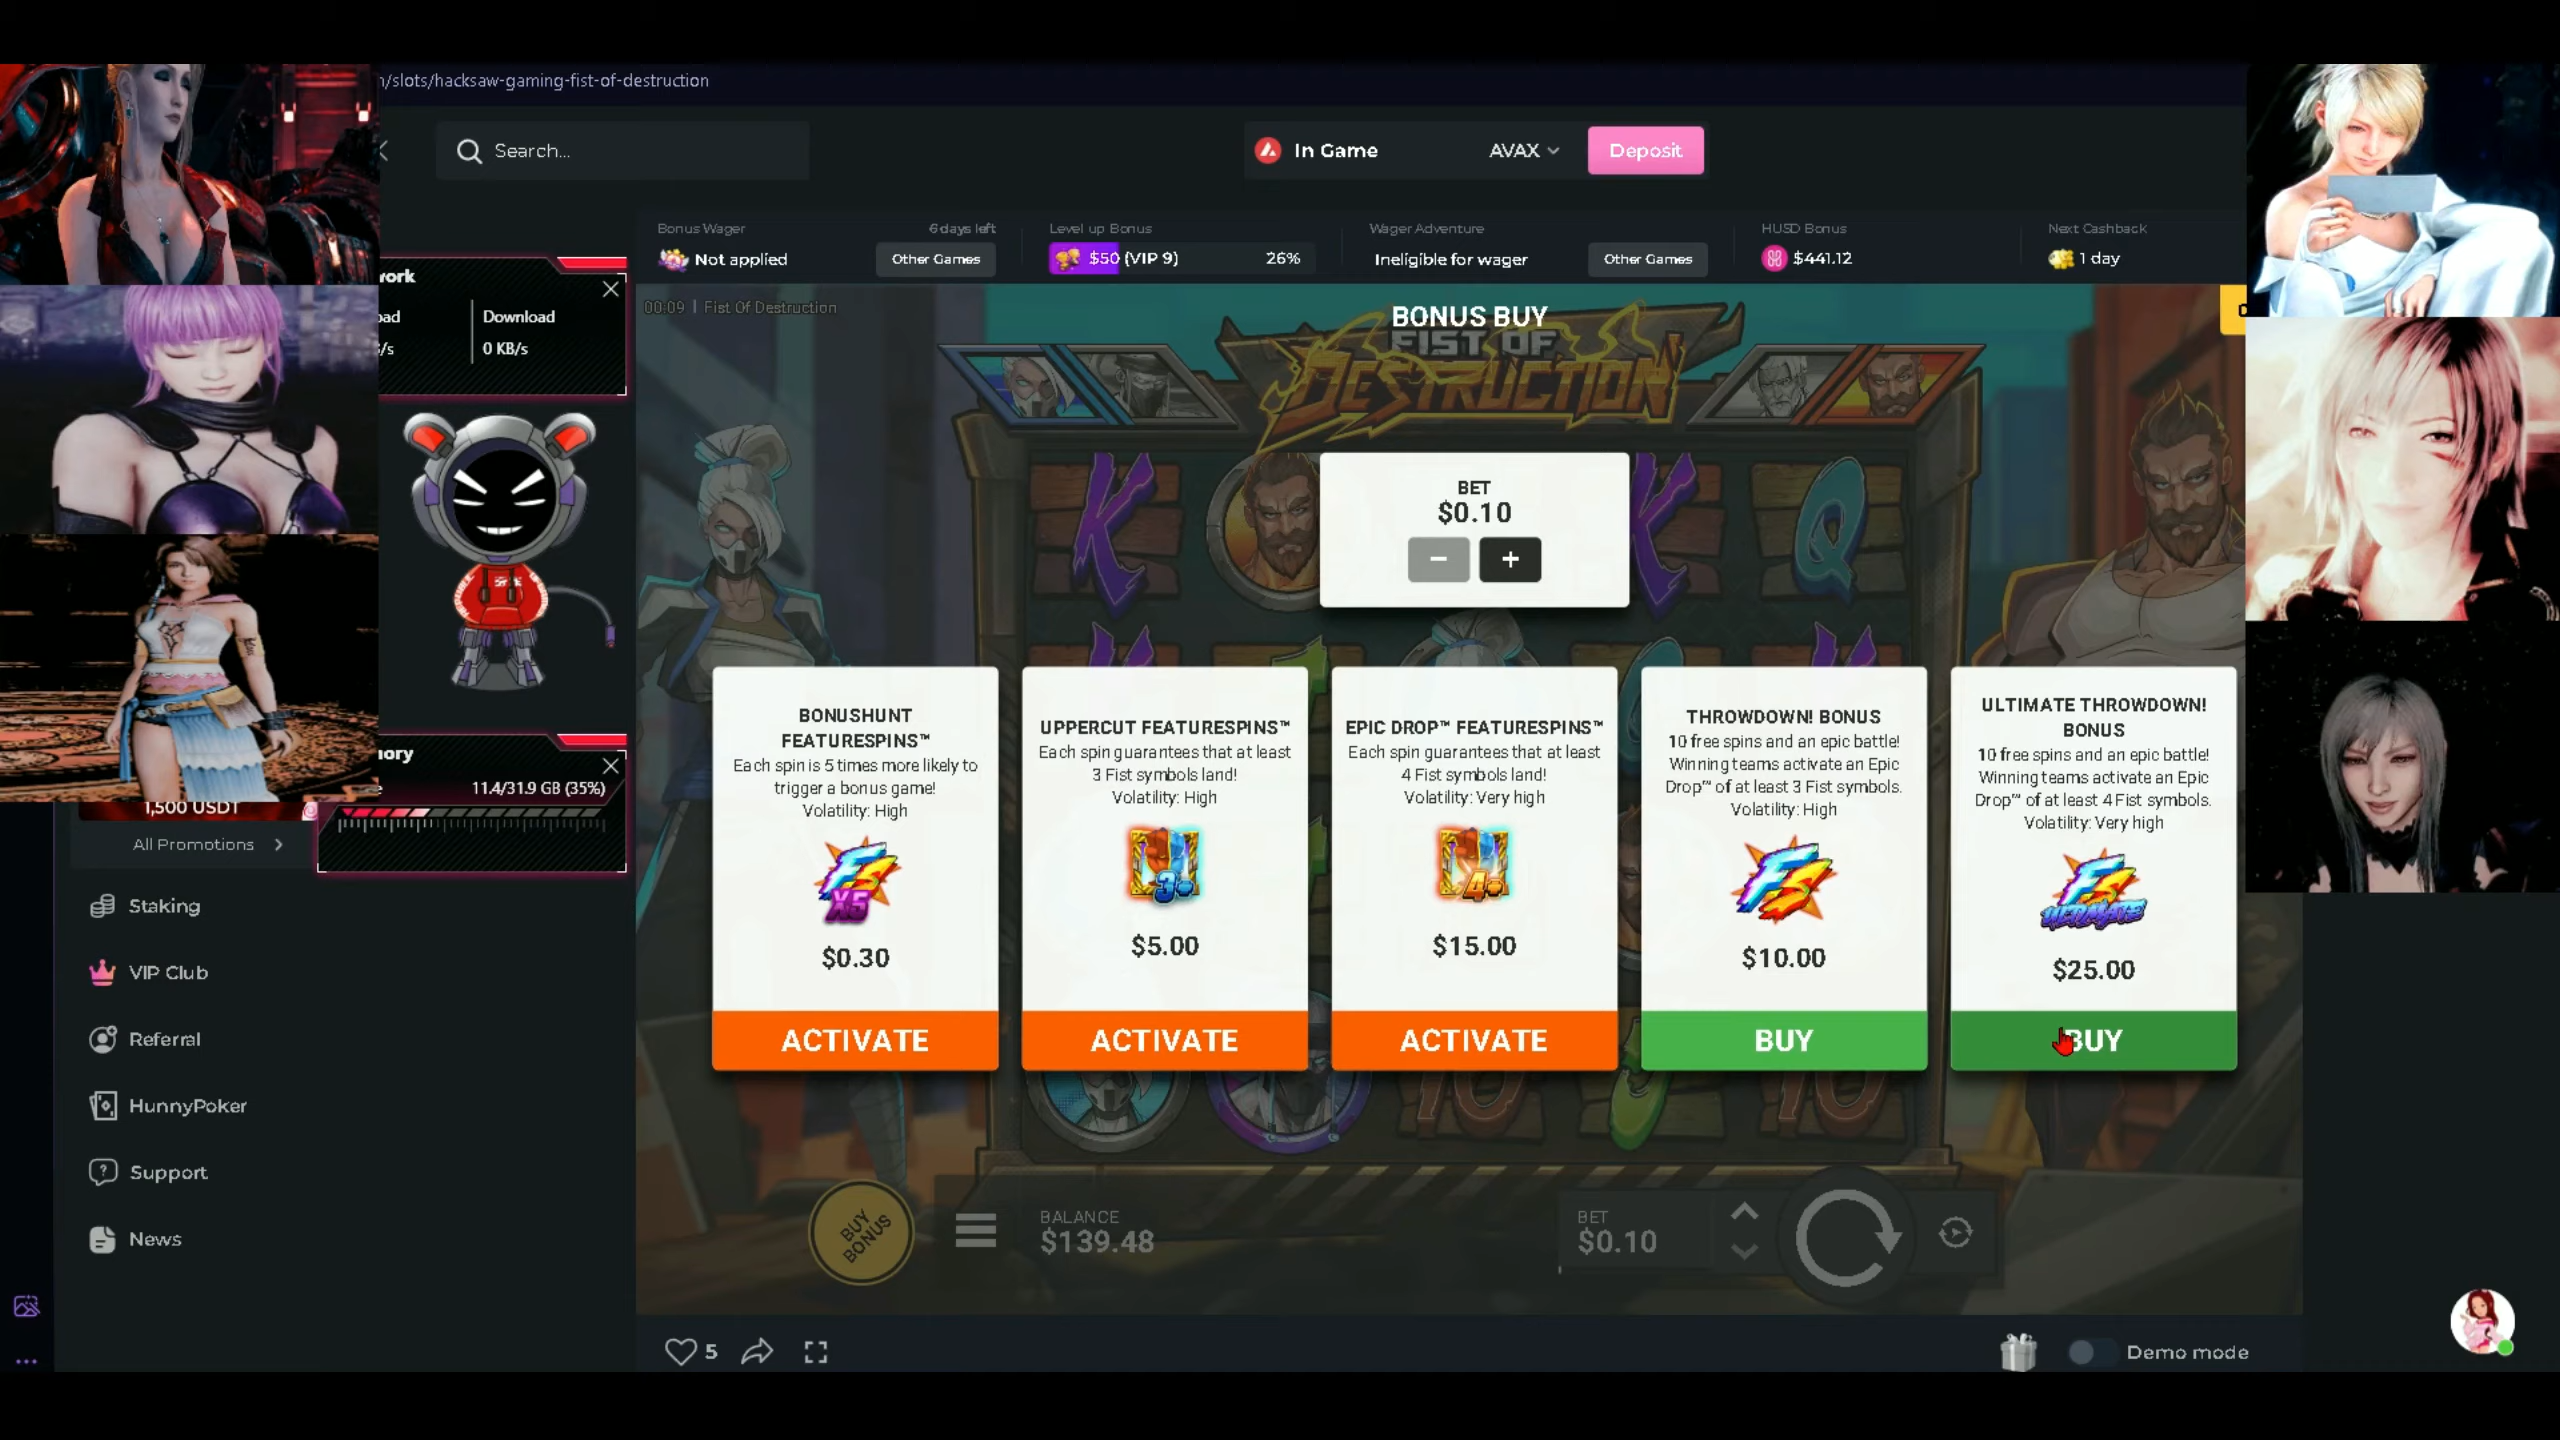 /slots/hacksaw-gaming-fist-of-destruction
Search...
In Game
AVAX
Deposit
Bonus Wager
6 days left
Not applied
Other Games
Level up Bonus
$50 (VIP 9)
26%
Wager Adventure
Ineligible for wager
Other Games
HUSD Bonus
$441.12
Next Cashback
1 day
Download
0 KB/s
11.4/31.9 GB (35%)
1,500 USDT
All Promotions
Staking
VIP Club
Referral
HunnyPoker
Support
News
00:09 | Fist Of Destruction
BONUS BUY
FIST OF
DESTRUCTION
BET
$0.10
BONUSHUNT
FEATURESPINS™
Each spin is 5 times more likely to
trigger a bonus game!
Volatility: High
FS
X5
$0.30
ACTIVATE
UPPERCUT FEATURESPINS™
Each spin guarantees that at least
3 Fist symbols land!
Volatility: High
3+
$5.00
ACTIVATE
EPIC DROP™ FEATURESPINS™
Each spin guarantees that at least
4 Fist symbols land!
Volatility: Very high
4+
$15.00
ACTIVATE
THROWDOWN! BONUS
10 free spins and an epic battle!
Winning teams activate an Epic
Drop™ of at least 3 Fist symbols.
Volatility: High
FS
$10.00
BUY
ULTIMATE THROWDOWN!
BONUS
10 free spins and an epic battle!
Winning teams activate an Epic
Drop™ of at least 4 Fist symbols.
Volatility: Very high
FS
ULTIMATE
$25.00
BUY
K
K
Q
10
J
10
BUY
BONUS
BALANCE
$139.48
BET
$0.10
5
Demo mode